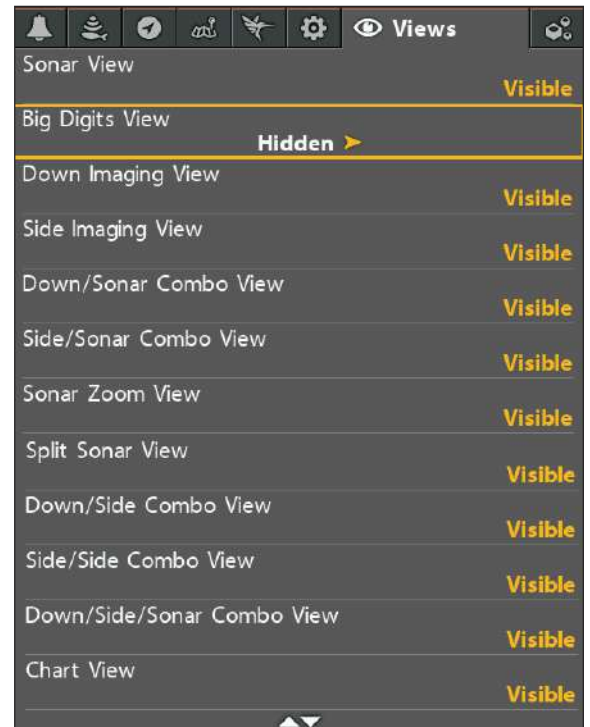 Views
Sonar View
Visible
Big Digits View
Hidden
Down Imaging View
Visible
Side Imaging View
Visible
Down/Sonar Combo View
Visible
Side/Sonar Combo View
Visible
Sonar Zoom View
Visible
Split Sonar View
Visible
Down/Side Combo View
Visible
Side/Side Combo View
Visible
Down/Side/Sonar Combo View
Visible
Chart View
Visible